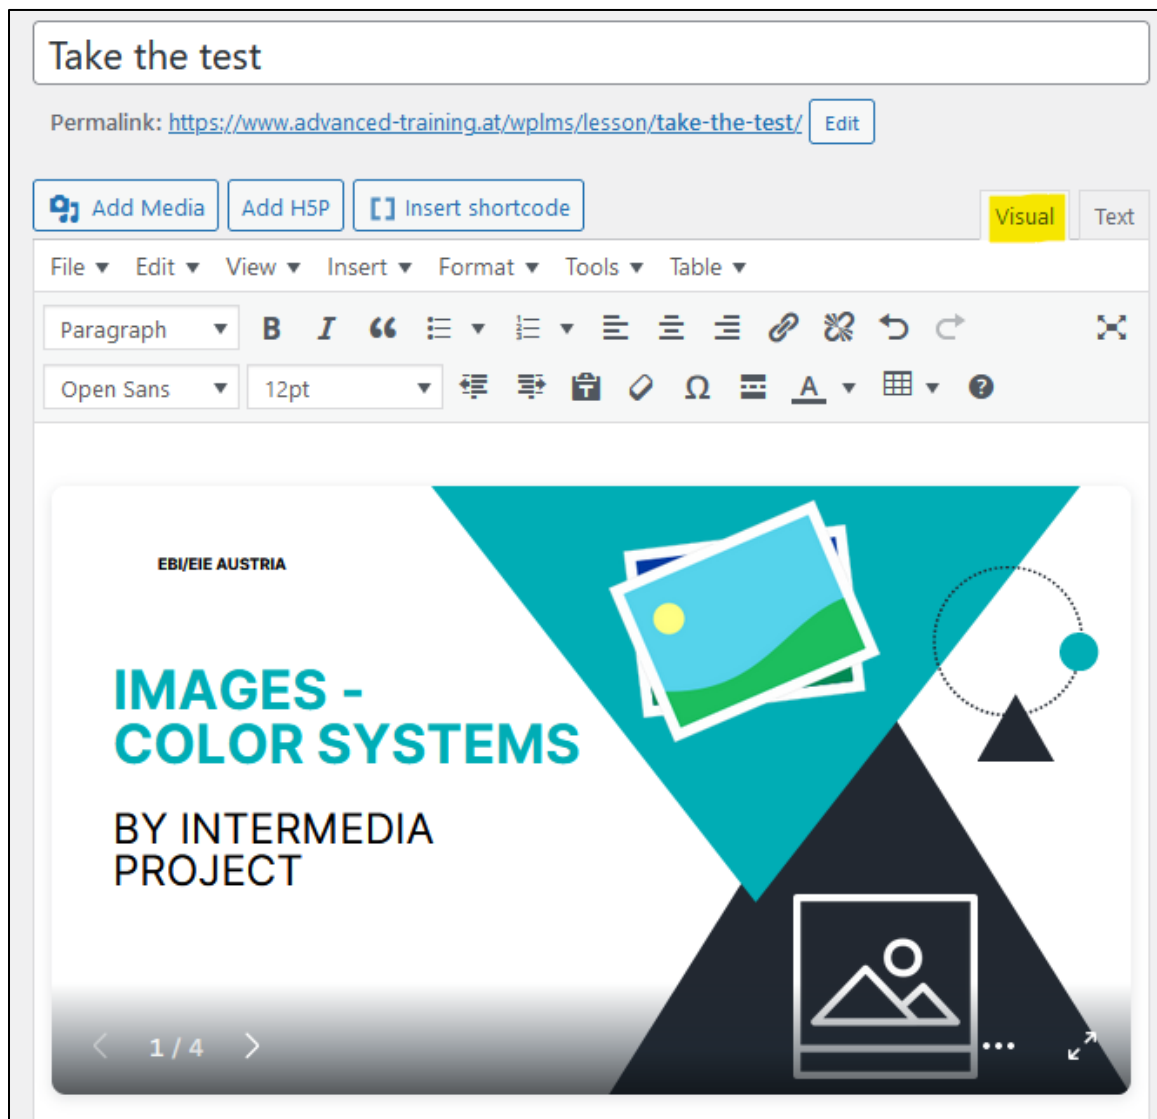 Take the test
Permalink: https://www.advanced-training.at/wplms/lesson/take-the-test/ Edit
Add Media Add H5P Insert shortcode
Visual Text
File Edit View Insert Format Tools Table
Paragraph B I
Open Sans 12pt Ω A
EBI/EIE AUSTRIA
IMAGES -
COLOR SYSTEMS
BY INTERMEDIA
PROJECT
1 / 4